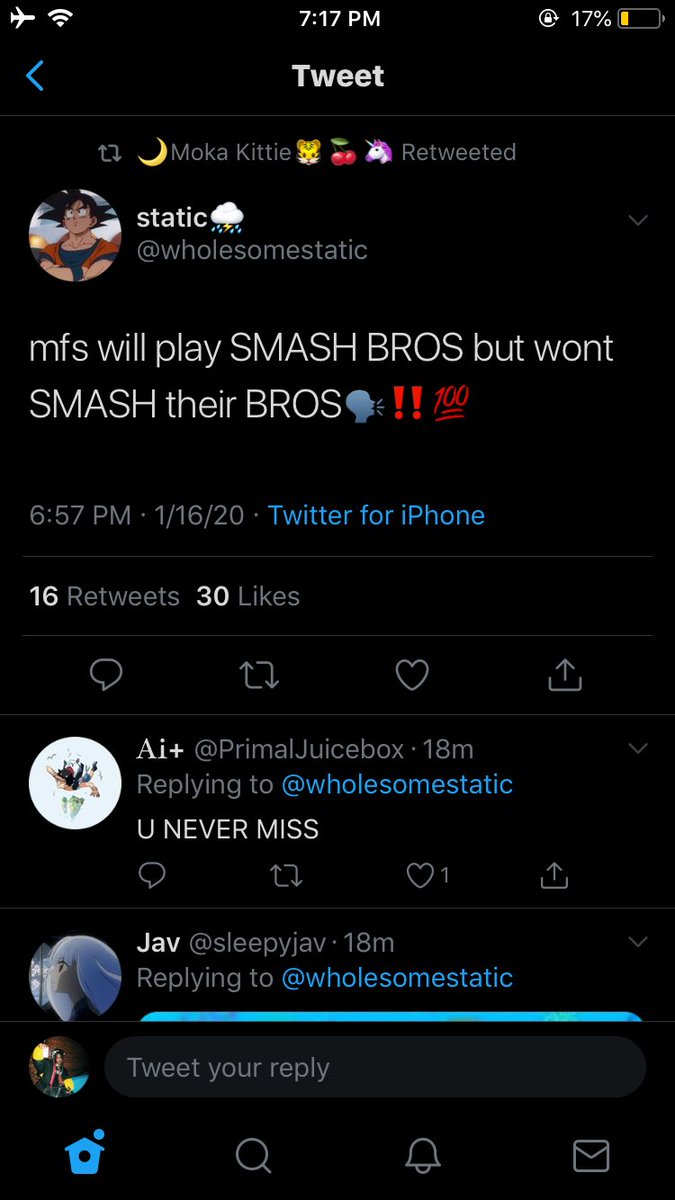 7:17 PM
17%
Tweet
🌙Moka Kittie🐯🍒🦄 Retweeted
static⛈️
@wholesomestatic
mfs will play SMASH BROS but wont
SMASH their BROS🗣️‼️💯
6:57 PM · 1/16/20 · Twitter for iPhone
16 Retweets 30 Likes
Ai+ @PrimalJuicebox · 18m
Replying to @wholesomestatic
U NEVER MISS
1
Jav @sleepyjav · 18m
Replying to @wholesomestatic
Tweet your reply